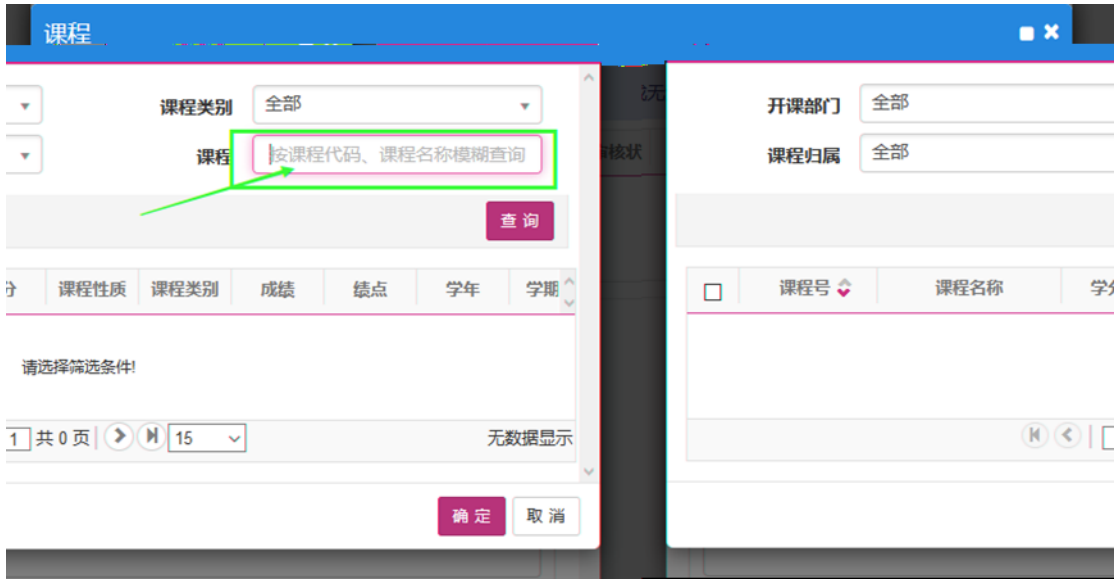 课程
课程类别 全部
课程 按课程代码、课程名称模糊查询
查询
课程性质 课程类别 成绩 绩点 学年 学期
请选择筛选条件!
1 共 0 页 15 无数据显示
确定 取消
核状
开课部门 全部
课程归属 全部
课程号 课程名称